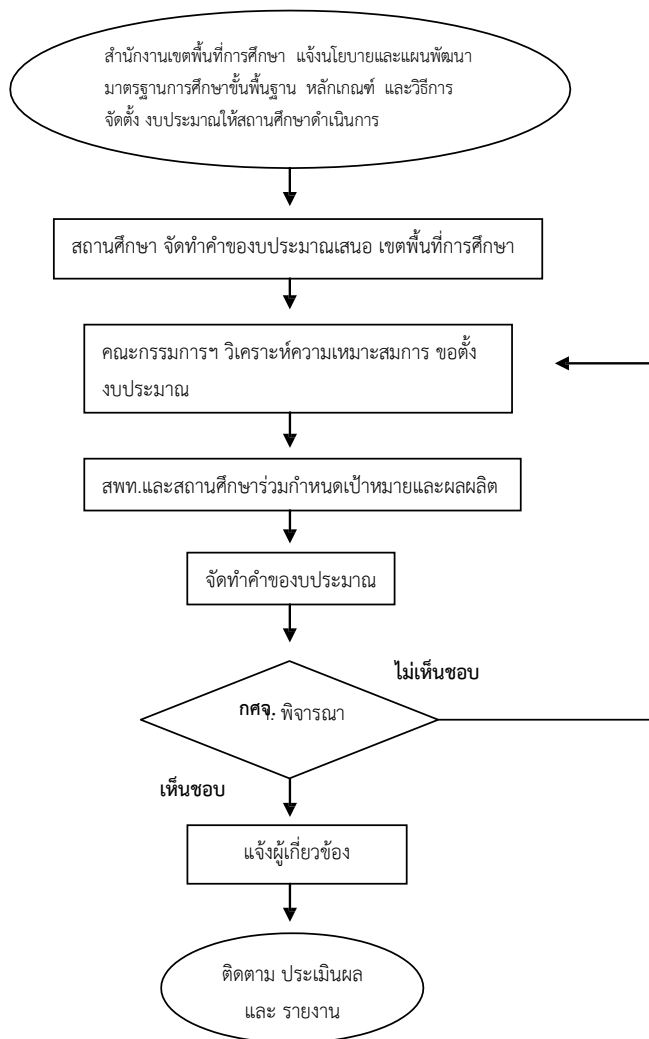 สำนักงานเขตพื้นที่การศึกษา แจ้งนโยบายและแผนพัฒนา
มาตรฐานการศึกษาขั้นพื้นฐาน หลักเกณฑ์ และวิธีการ
จัดตั้ง งบประมาณให้สถานศึกษาดำเนินการ
สถานศึกษา จัดทำคำของบประมาณเสนอ เขตพื้นที่การศึกษา
คณะกรรมการฯ วิเคราะห์ความเหมาะสมการ ขอตั้ง
งบประมาณ
สพท.และสถานศึกษาร่วมกำหนดเป้าหมายและผลผลิต
จัดทำคำของบประมาณ
ไม่เห็นชอบ
กศจ. พิจารณา
เห็นชอบ
แจ้งผู้เกี่ยวข้อง
ติดตาม ประเมินผล
และ รายงาน